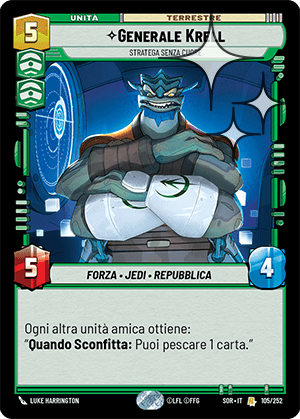 5
UNITÀ
TERRESTRE
Generale Krell
STRATEGA SENZA CUORE
5
FORZA • JEDI • REPUBBLICA
4
Ogni altra unità amica ottiene:
“Quando Sconfitta: Puoi pescare 1 carta.”
LUKE HARRINGTON
©LFL ©FFG
SOR • IT
R
105/252